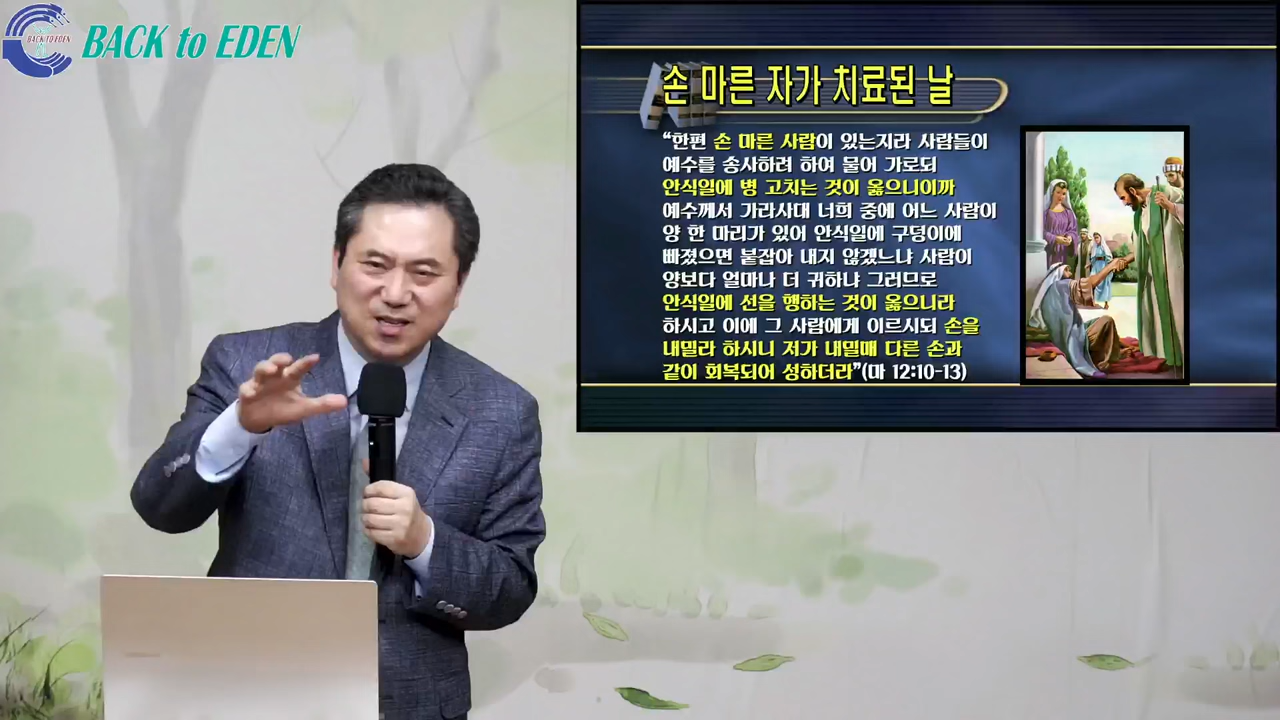 BACK TO EDEN
BACK to EDEN
손 마른 자가 치료된 날
“한편 손 마른 사람이 있는지라 사람들이
예수를 송사하려 하여 물어 가로되
안식일에 병 고치는 것이 옳으니이까
예수께서 가라사대 너희 중에 어느 사람이
양 한 마리가 있어 안식일에 구덩이에
빠졌으면 붙잡아 내지 않겠느냐 사람이
양보다 얼마나 더 귀하냐 그러므로
안식일에 선을 행하는 것이 옳으니라
하시고 이에 그 사람에게 이르시되 손을
내밀라 하시니 저가 내밀매 다른 손과
같이 회복되어 성하더라”(마 12:10-13)